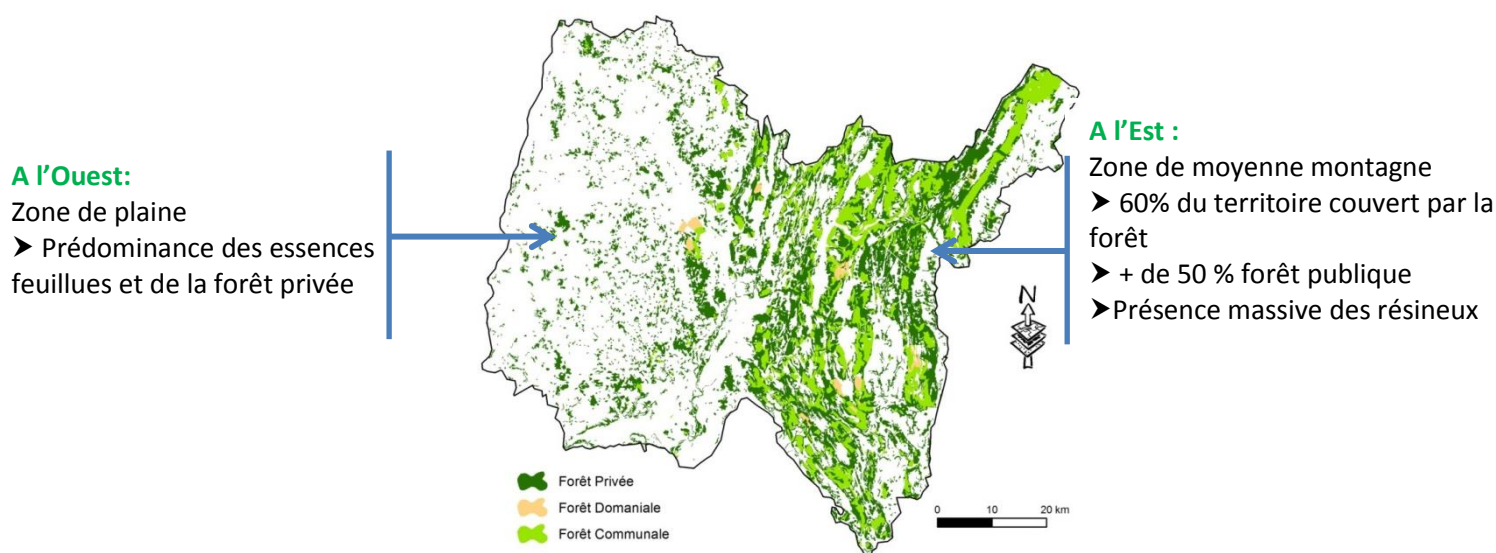 A l’Ouest:
Zone de plaine
➤ Prédominance des essences
feuillues et de la forêt privée
A l’Est :
Zone de moyenne montagne
➤ 60% du territoire couvert par la
forêt
➤ + de 50 % forêt publique
➤Présence massive des résineux
N
Forêt Privée
Forêt Domaniale
Forêt Communale
0 10 20 km